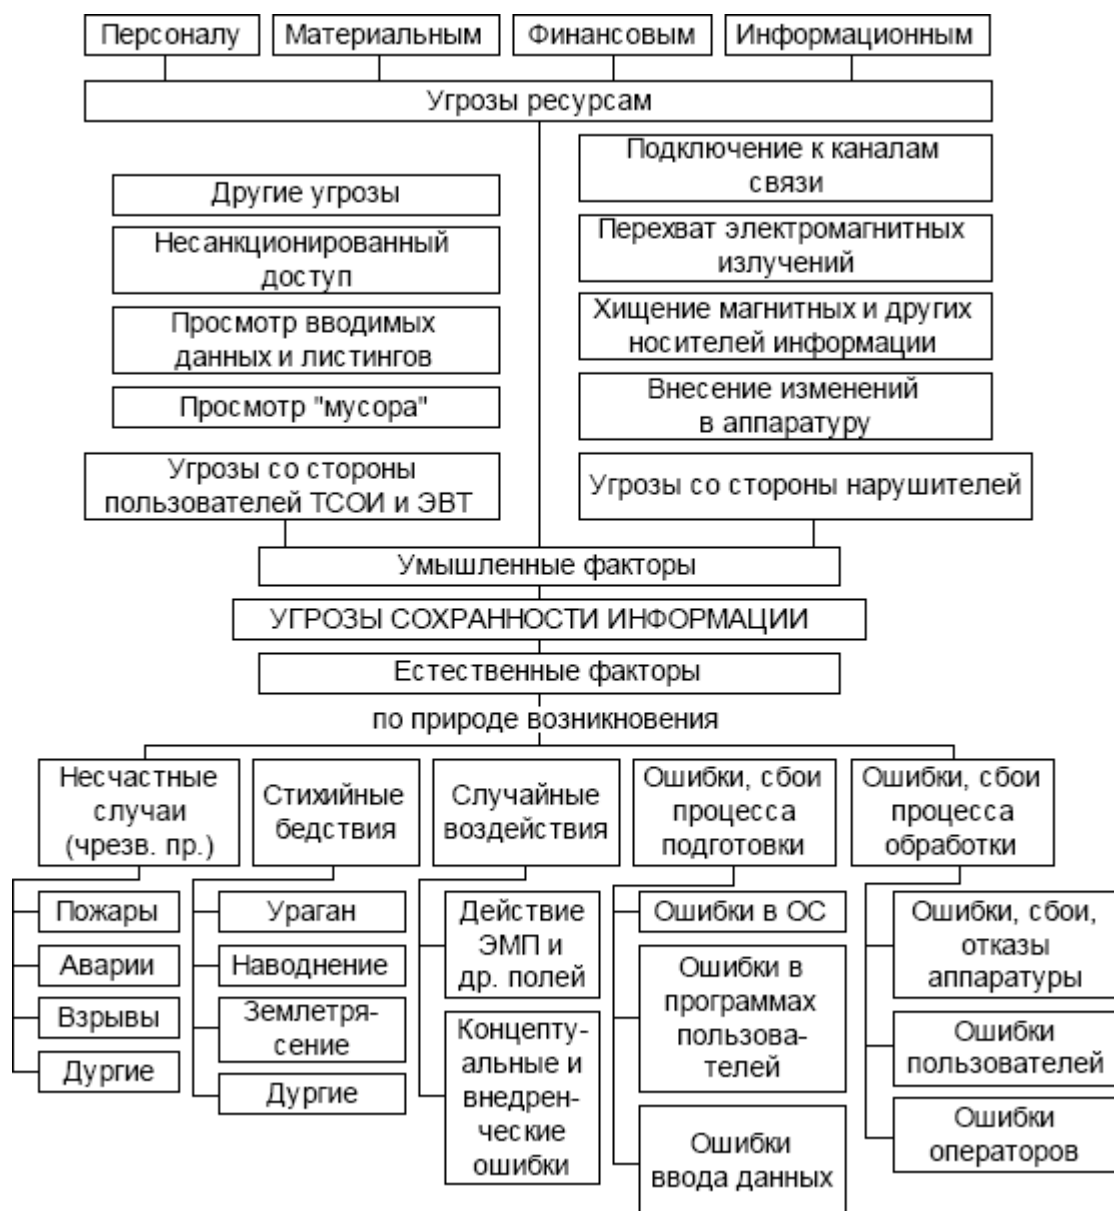 Персоналу
Материальным
Финансовым
Информационным
Угрозы ресурсам
Другие угрозы
Несанкционированный
доступ
Просмотр вводимых
данных и листингов
Просмотр "мусора"
Угрозы со стороны
пользователей ТСОИ и ЭВТ
Подключение к каналам
связи
Перехват электромагнитных
излучений
Хищение магнитных и других
носителей информации
Внесение изменений
в аппаратуру
Угрозы со стороны нарушителей
Умышленные факторы
УГРОЗЫ СОХРАННОСТИ ИНФОРМАЦИИ
Естественные факторы
по природе возникновения
Несчастные
случаи
(чрезв. пр.)
Пожары
Аварии
Взрывы
Дургие
Стихийные
бедствия
Ураган
Наводнение
Землетря-
сение
Дургие
Случайные
воздействия
Действие
ЭМП и
др. полей
Концепту-
альные и
внедрен-
ческие
ошибки
Ошибки, сбои
процесса
подготовки
Ошибки в ОС
Ошибки в
программах
пользова-
телей
Ошибки
ввода данных
Ошибки, сбои
процесса
обработки
Ошибки, сбои,
отказы
аппаратуры
Ошибки
пользователей
Ошибки
операторов